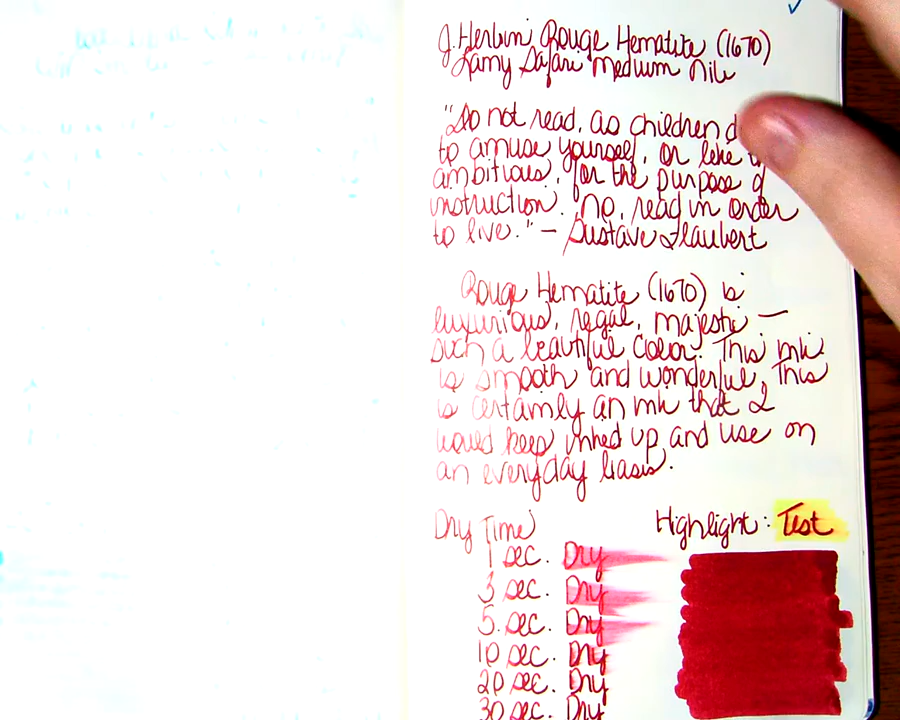 J. Herbin Rouge Hematite (1670)
Lamy Safari Medium Nib
"Do not read, as children d
to amuse yourself, or like
ambitious, for the purpose of
instruction. No, read in order
to live." - Gustave Flaubert
Rouge Hematite (1670) is
luxurious, regal, majestic —
such a beautiful color. This ink
is smooth and wonderful. This
is certainly an ink that I
would keep inked up and use on
an everyday basis.
Dry Time Highlight: Test
1 sec. Dry
3 sec. Dry
5 sec. Dry
10 sec. Dry
20 sec. Dry
30 sec. Dry